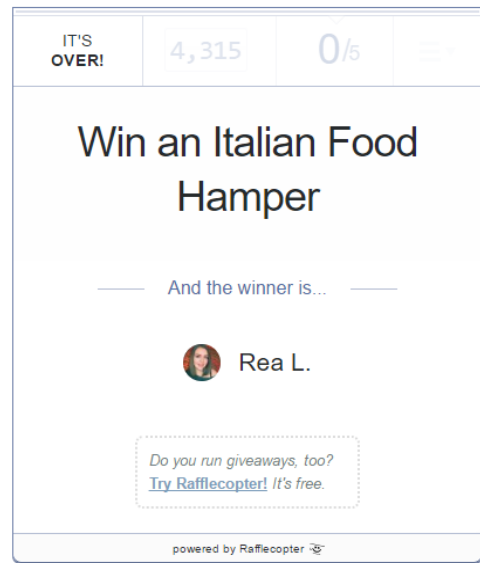 IT'S
OVER!
4,315
0/5
Win an Italian Food
Hamper
And the winner is...
Rea L.
Do you run giveaways, too?
Try Rafflecopter! It's free.
powered by Rafflecopter